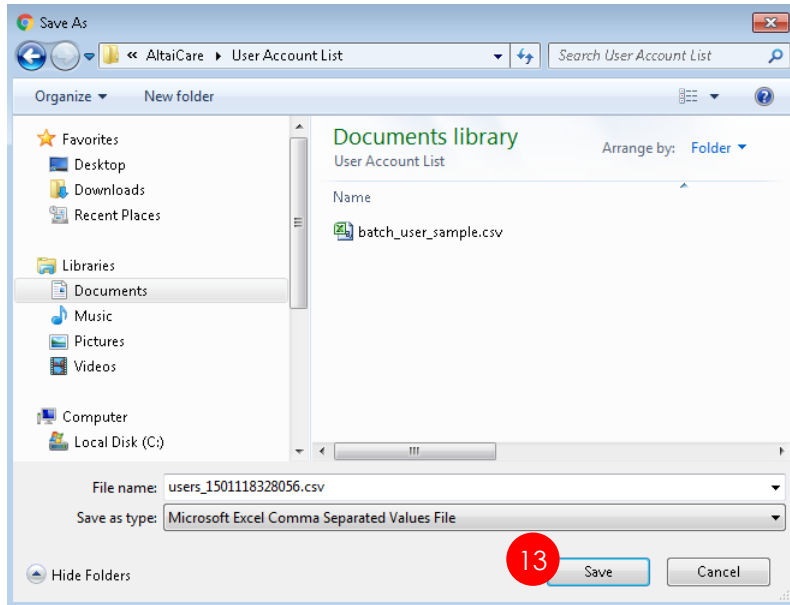 Save As
« AltaiCare ▸ User Account List
Search User Account List
Organize
New folder
Favorites
Desktop
Downloads
Recent Places
Libraries
Documents
Music
Pictures
Videos
Computer
Local Disk (C:)
Documents library
User Account List
Arrange by: Folder
Name
batch_user_sample.csv
File name: users_1501118328056.csv
Save as type: Microsoft Excel Comma Separated Values File
Hide Folders
13
Save
Cancel